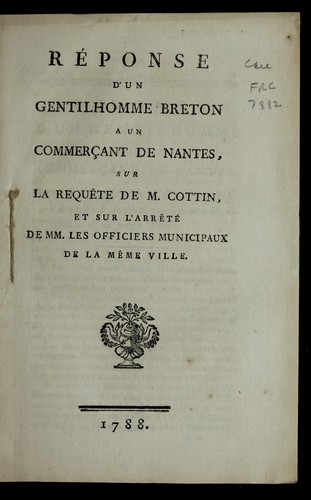 RÉPONSE
D'UN
GENTILHOMME BRETON
A UN
COMMERÇANT DE NANTES,
SUR
LA REQUÊTE DE M. COTTIN,
ET SUR L'ARRÊTÉ
DE MM. LES OFFICIERS MUNICIPAUX
DE LA MÊME VILLE.
1788.
Case
FRC
7882